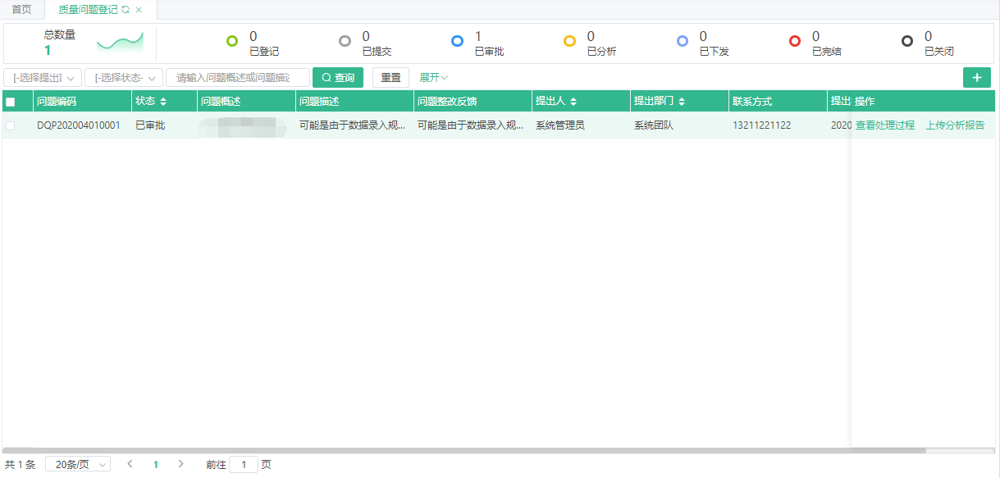 首页 质量问题登记
总数量
1
0
已登记
0
已提交
1
已审批
0
已分析
0
已下发
0
已完结
0
已关闭
[-选择提出 [-选择状态- 请输入问题概述或问题描述 查询 重置 展开
问题编码 状态 问题概述 问题描述 问题整改反馈 提出人 提出部门 联系方式 提出 操作
DQP202004010001 已审批 可能是由于数据录入规... 可能是由于数据录入规... 系统管理员 系统团队 13211221122 2020 查看处理过程 上传分析报告
共 1 条 20条/页 1 前往 1 页